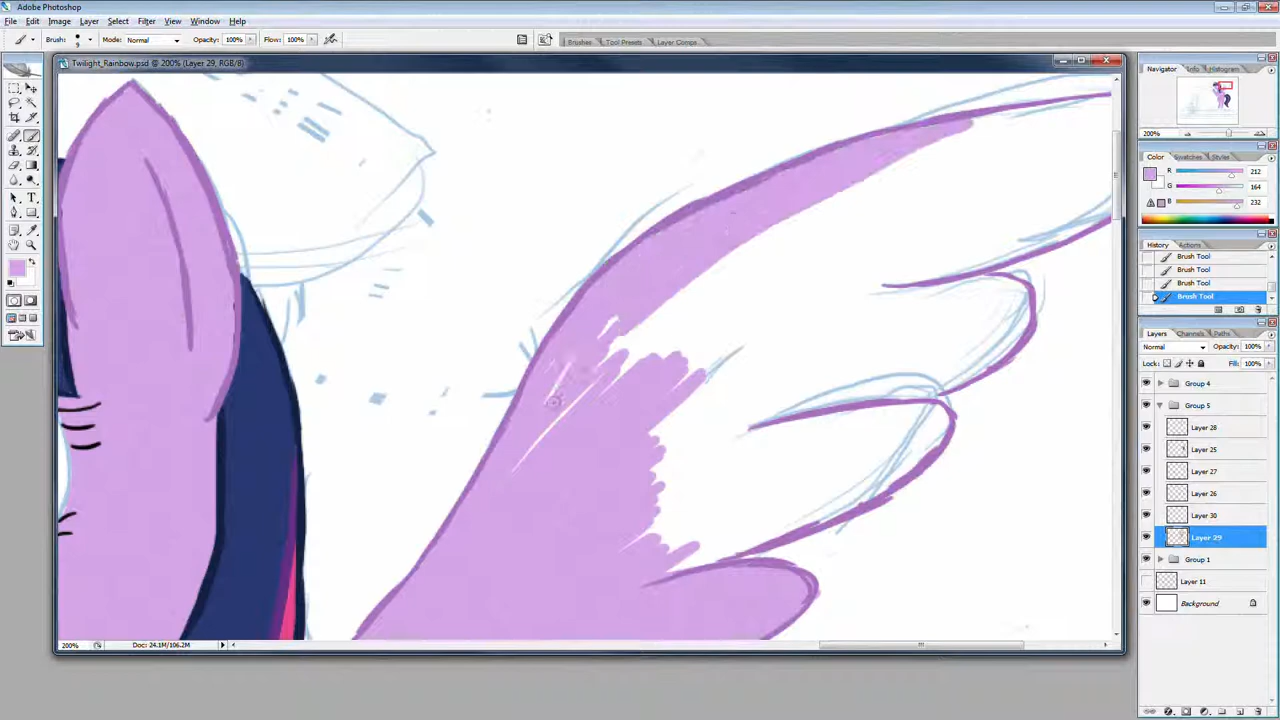 Adobe Photoshop
File Edit Image Layer Select Filter View Window Help
Brush: 9 Mode: Normal Opacity: 100% Flow: 100%
Brushes Tool Presets Layer Comps
Twilight_Rainbow.psd @ 200% (Layer 29, RGB/8)
Navigator Info Histogram
200%
Color Swatches Styles
R 212
G 164
B 232
History Actions
Brush Tool
Brush Tool
Brush Tool
Brush Tool
Layers Channels Paths
Normal Opacity: 100%
Lock: Fill: 100%
Group 4
Group 5
Layer 28
Layer 25
Layer 27
Layer 26
Layer 30
Layer 29
Group 1
Layer 11
Background
200% Doc: 24.1M/106.2M